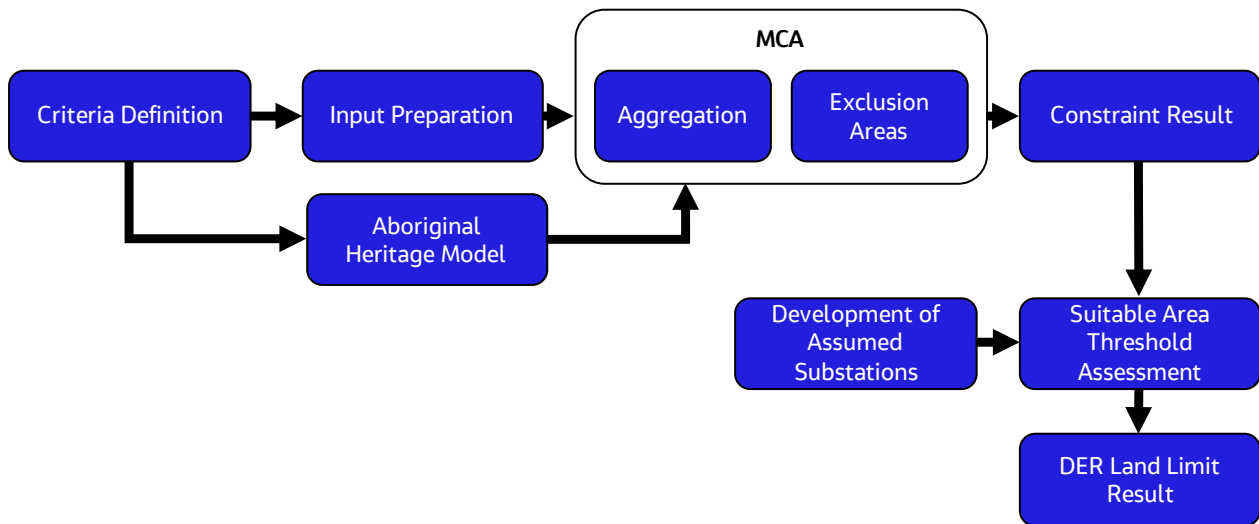 MCA
Criteria Definition
Input Preparation
Aggregation
Exclusion
Areas
Constraint Result
Aboriginal
Heritage Model
Development of
Assumed
Substations
Suitable Area
Threshold
Assessment
DER Land Limit
Result